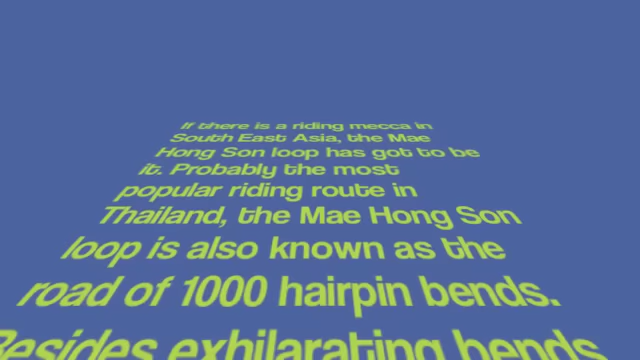 If there is a riding mecca in
South East Asia, the Mae
Hong Son loop has got to be
it. Probably the most
popular riding route in
Thailand, the Mae Hong Son
loop is also known as the
road of 1000 hairpin bends.
Besides exhilarating bends